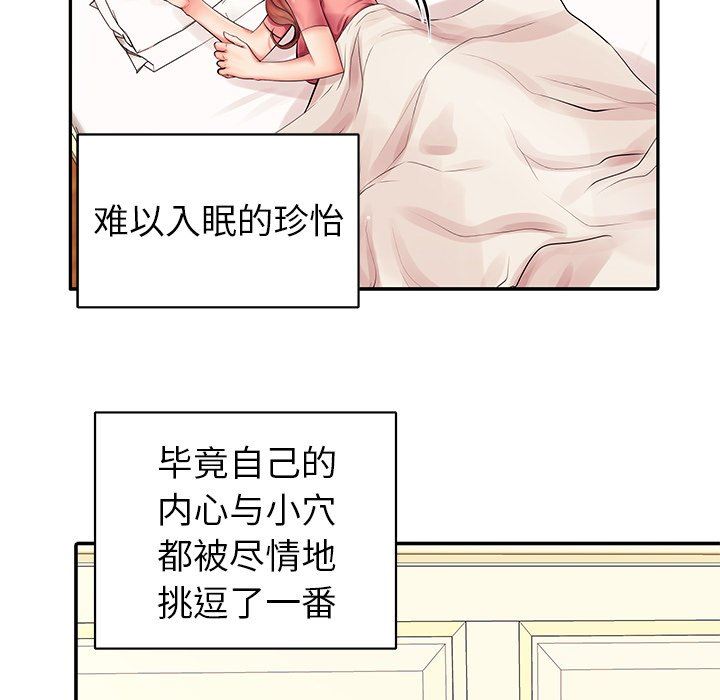 难以入眠的珍怡
毕竟自己的
内心与小穴
都被尽情地
挑逗了一番